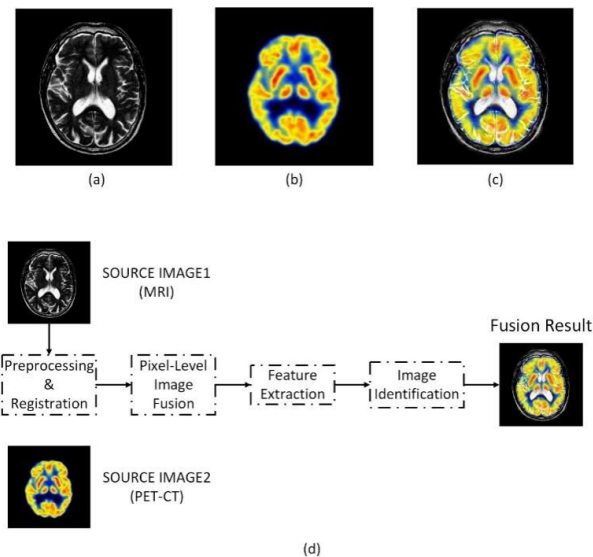 (a)
(b)
(c)
SOURCE IMAGE1
(MRI)
Fusion Result
Preprocessing
&
Registration
Pixel-Level
Image
Fusion
Feature
Extraction
Image
Identification
SOURCE IMAGE2
(PET-CT)
(d)